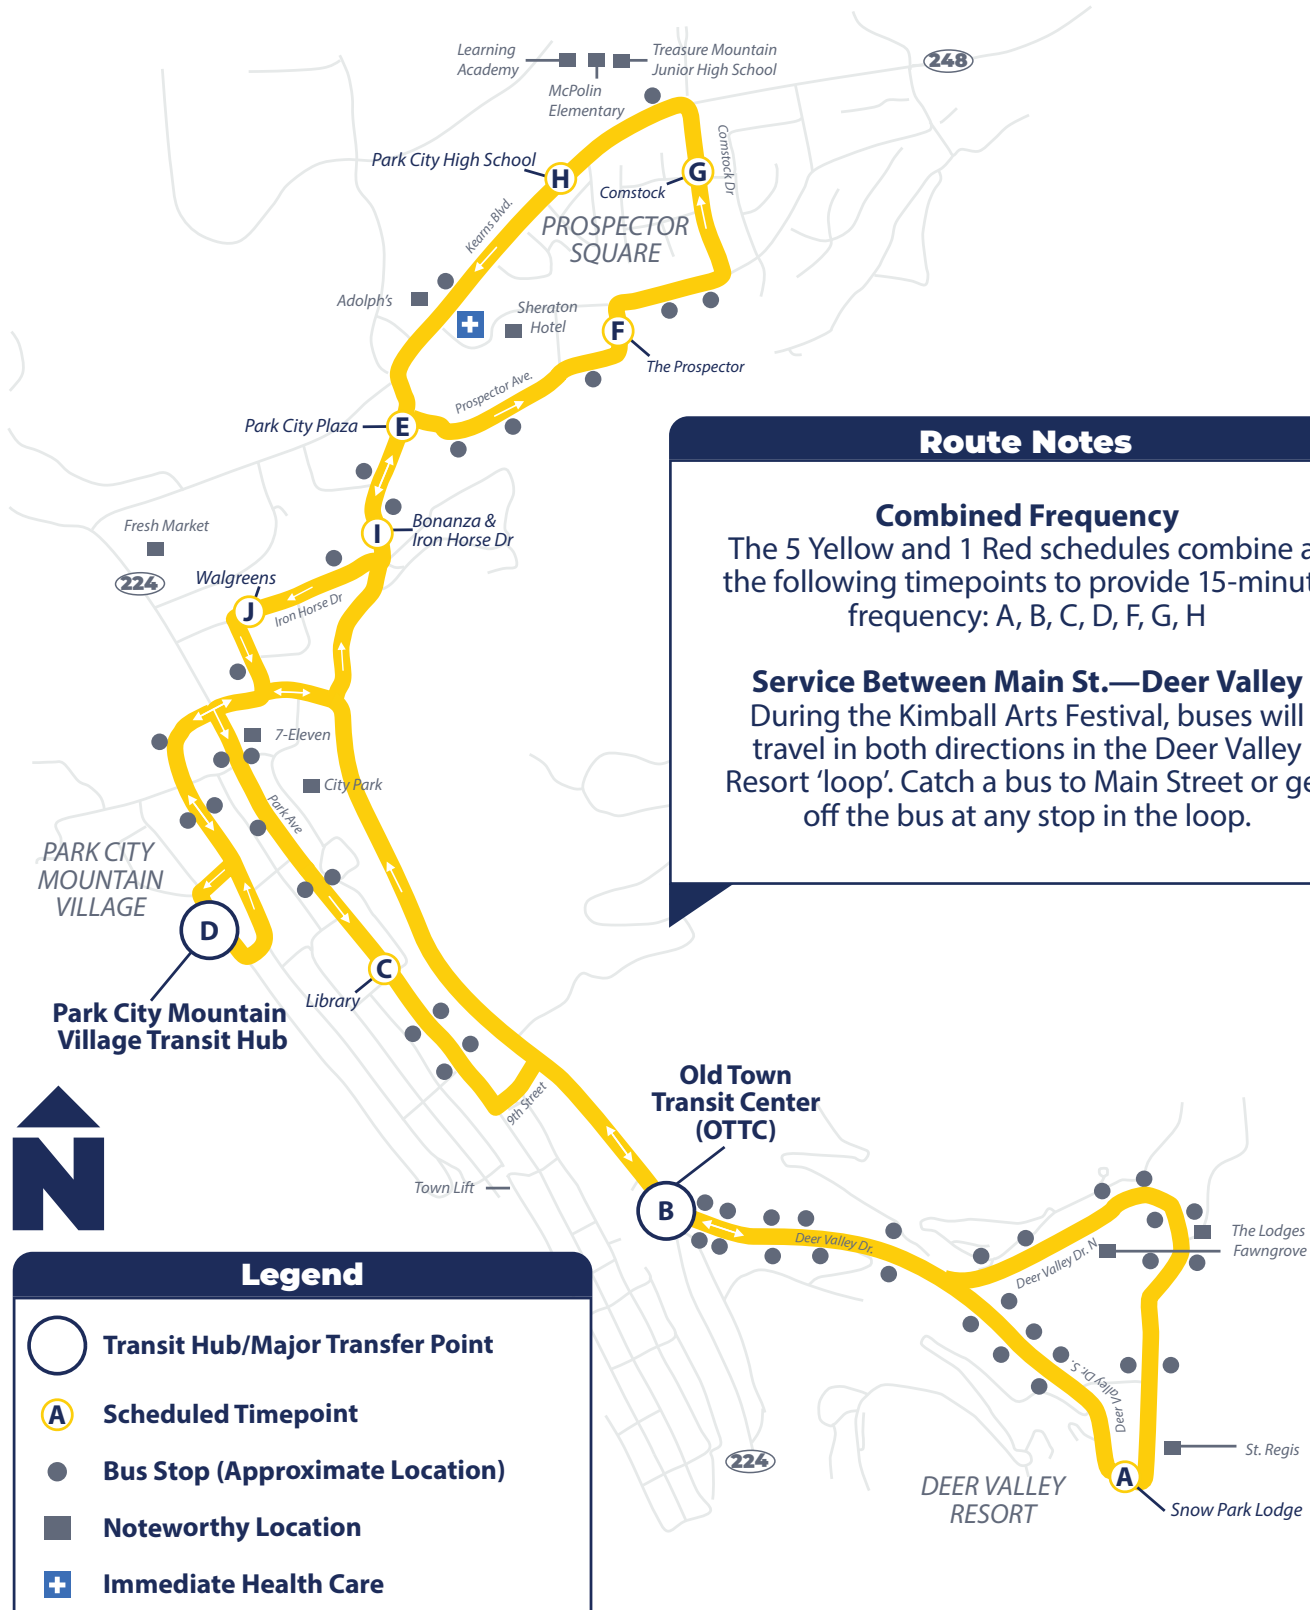 Learning
Academy
McPolin
Elementary
Treasure Mountain
Junior High School
248
Park City High School
H
G
Comstock
Comstock Dr
Kearns Blvd.
PROSPECTOR
SQUARE
Adolph's
Sheraton
Hotel
F
The Prospector
Prospector Ave.
Park City Plaza
E
I
Bonanza &
Iron Horse Dr
Fresh Market
224
Walgreens
J
Iron Horse Dr
7-Eleven
City Park
Park Ave
PARK CITY
MOUNTAIN
VILLAGE
D
Park City Mountain
Village Transit Hub
C
Library
9th Street
Town Lift
Route Notes
Combined Frequency
The 5 Yellow and 1 Red schedules combine a
the following timepoints to provide 15-minut
frequency: A, B, C, D, F, G, H
Service Between Main St.—Deer Valley
During the Kimball Arts Festival, buses will
travel in both directions in the Deer Valley
Resort ‘loop’. Catch a bus to Main Street or ge
off the bus at any stop in the loop.
Old Town
Transit Center
(OTTC)
B
Deer Valley Dr.
Deer Valley Dr. N
The Lodges
Fawngrove
Deer Valley Dr. S.
St. Regis
A
Snow Park Lodge
DEER VALLEY
RESORT
224
N
Legend
Transit Hub/Major Transfer Point
A Scheduled Timepoint
Bus Stop (Approximate Location)
Noteworthy Location
Immediate Health Care